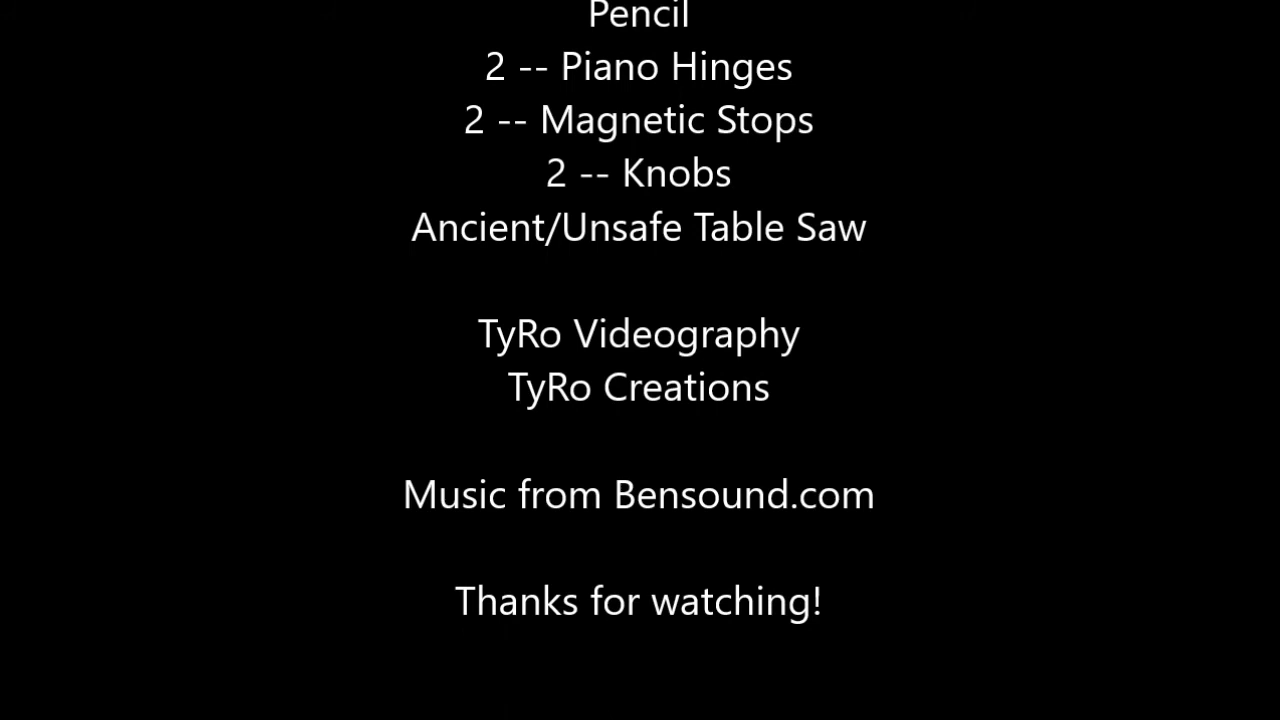 Pencil
2 -- Piano Hinges
2 -- Magnetic Stops
2 -- Knobs
Ancient/Unsafe Table Saw
TyRo Videography
TyRo Creations
Music from Bensound.com
Thanks for watching!